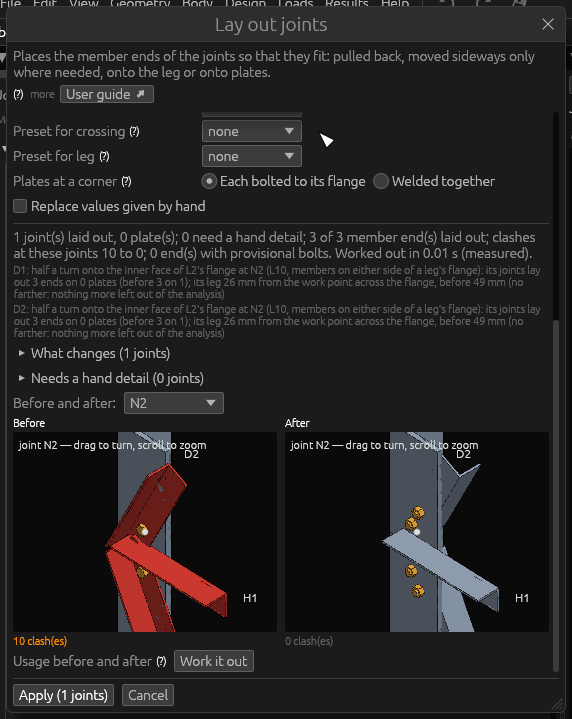 File Edit View Geometry Body Design Loads Results Help
Lay out joints
Places the member ends of the joints so that they fit: pulled back, moved sideways only
where needed, onto the leg or onto plates.
(?) more User guide
Preset for crossing (?) none
Preset for leg (?) none
Plates at a corner (?) Each bolted to its flange Welded together
Replace values given by hand
1 joint(s) laid out, 0 plate(s); 0 need a hand detail; 3 of 3 member end(s) laid out; clashes
at these joints 10 to 0; 0 end(s) with provisional bolts. Worked out in 0.01 s (measured).
D1: half a turn onto the inner face of L2's flange at N2 (L10, members on either side of a leg's flange): its joints lay
out 3 ends on 0 plates (before 3 on 1); its leg 26 mm from the work point across the flange, before 49 mm (no
farther: nothing more left out of the analysis)
D2: half a turn onto the inner face of L2's flange at N2 (L10, members on either side of a leg's flange): its joints lay
out 3 ends on 0 plates (before 3 on 1); its leg 26 mm from the work point across the flange, before 49 mm (no
farther: nothing more left out of the analysis)
What changes (1 joints)
Needs a hand detail (0 joints)
Before and after: N2
Before After
joint N2 — drag to turn, scroll to zoom joint N2 — drag to turn, scroll to zoom
D2 D2
H1 H1
10 clash(es) 0 clash(es)
Usage before and after (?) Work it out
Apply (1 joints) Cancel